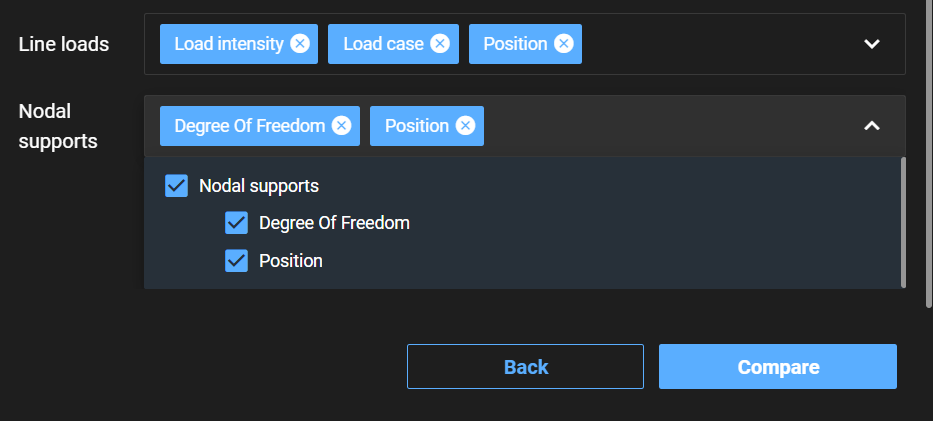 Line loads
Load intensity
Load case
Position
Nodal
supports
Degree Of Freedom
Position
Nodal supports
Degree Of Freedom
Position
Back
Compare